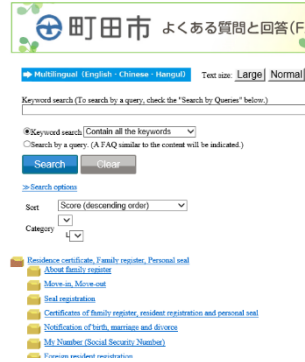 町田市 よくある質問と回答(F
Multilingual (English · Chinese · Hangul) Text size: Large Normal
Keyword search (To search by a query, check the "Search by Queries" below.)
Keyword search Contain all the keywords
Search by a query. (A FAQ similar to the content will be indicated.)
Search Clear
≫Search options
Sort Score (descending order)
Category
└
Residence certificate, Family register, Personal seal
About family register
Move-in, Move-out
Seal registration
Certificates of family register, resident registration and personal seal
Notification of birth, marriage and divorce
My Number (Social Security Number)
Foreign resident registration